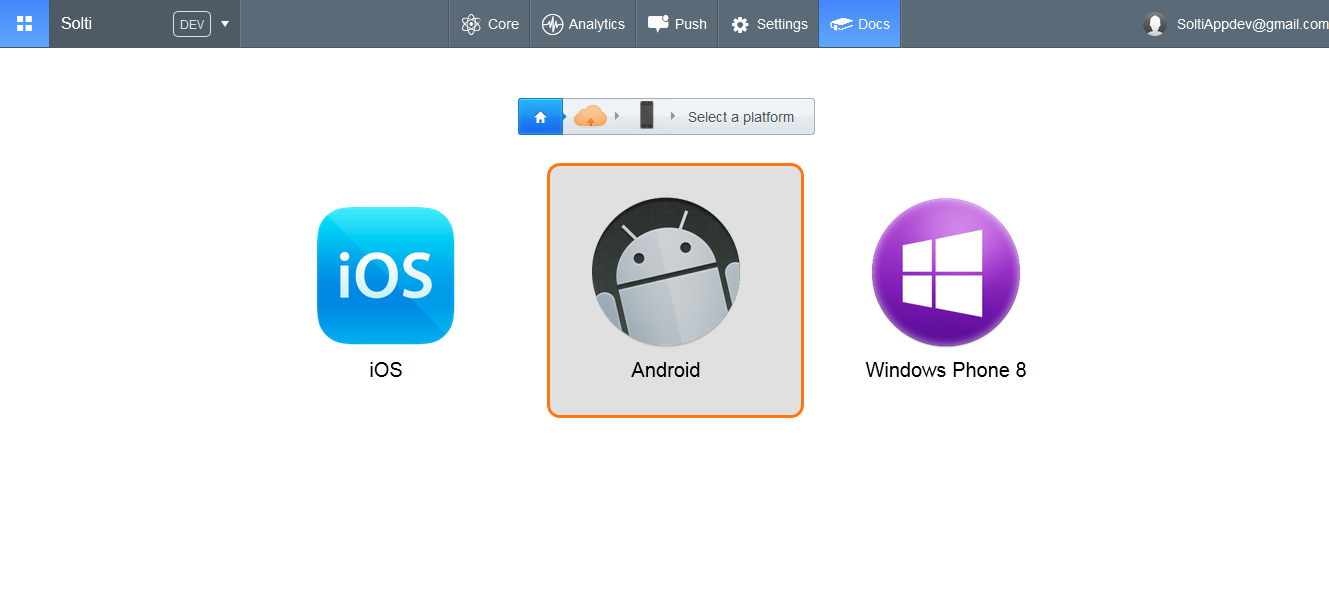 Solti DEV Core Analytics Push Settings Docs SoltiAppdev@gmail.com
Select a platform
iOS
iOS Android Windows Phone 8